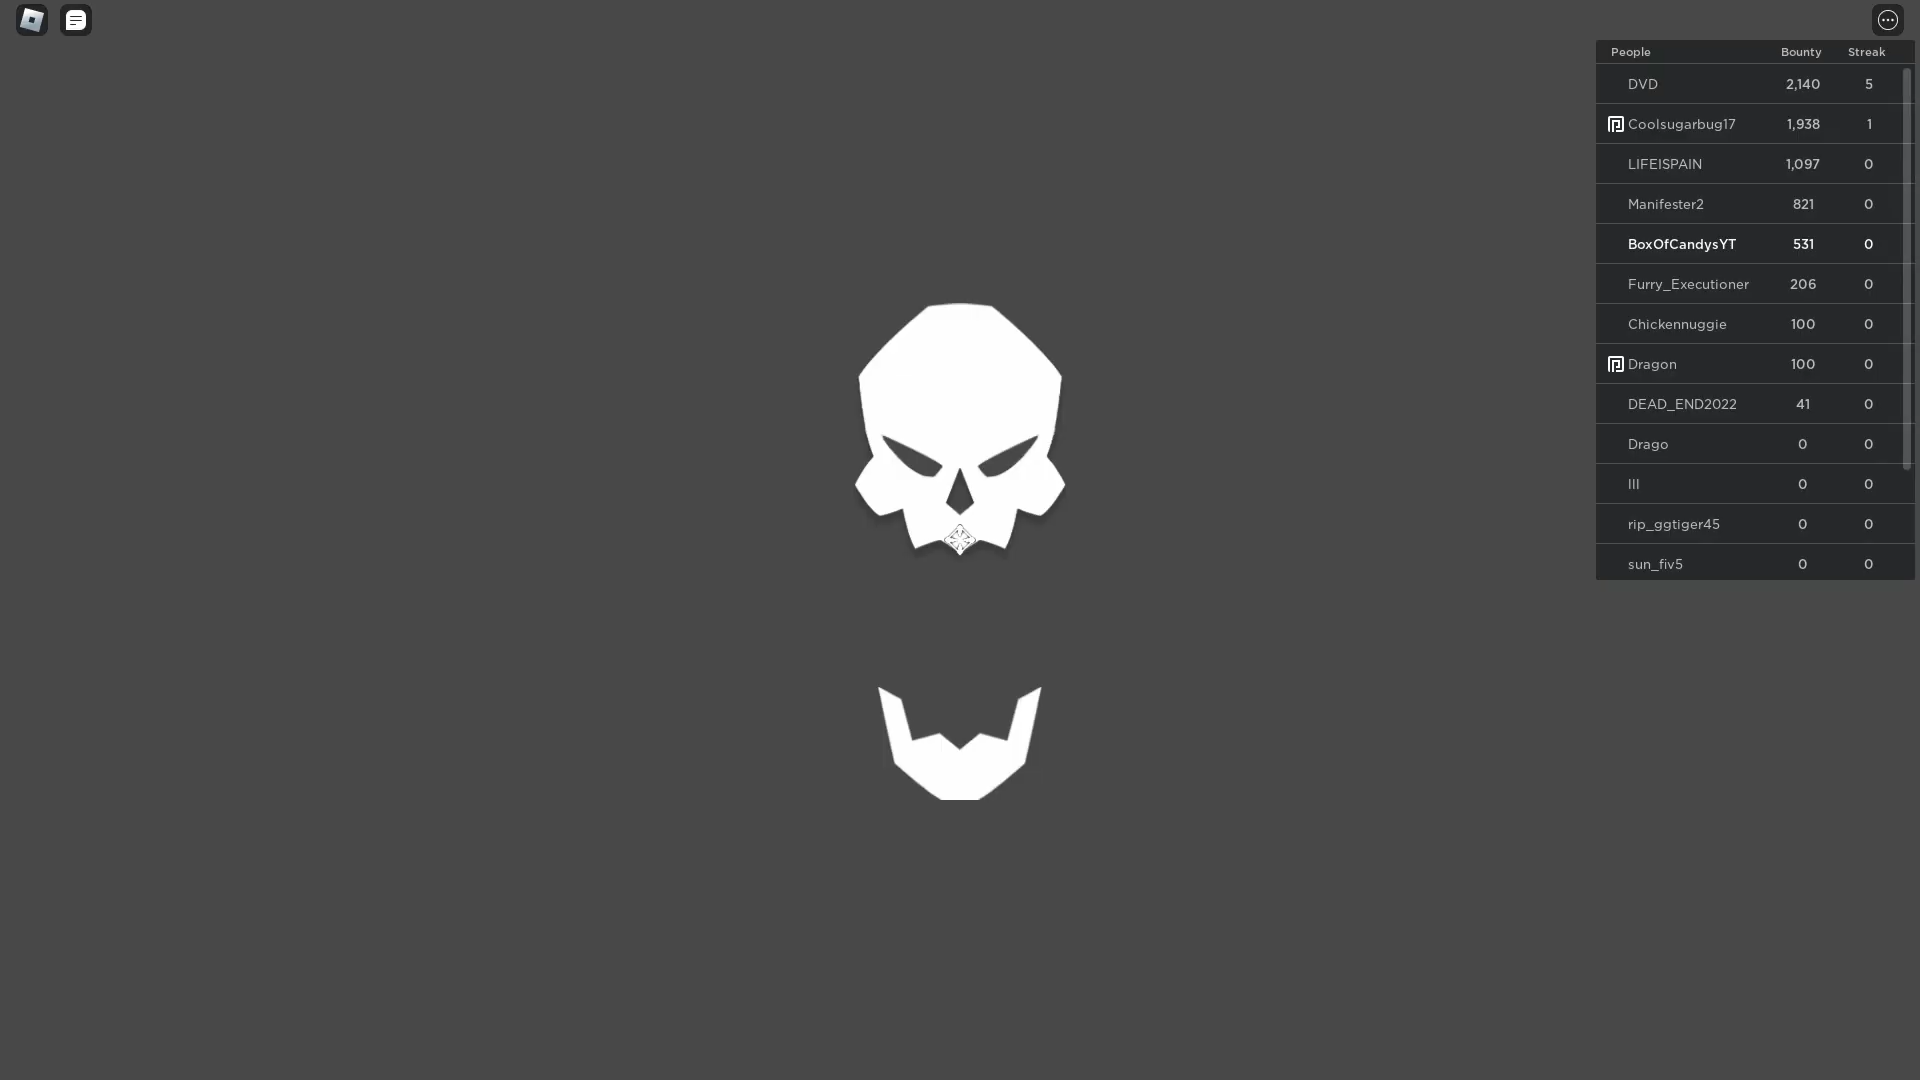 People Bounty Streak
DVD 2,140 5
Coolsugarbug17 1,938 1
LIFEISPAIN 1,097 0
Manifester2 821 0
BoxOfCandysYT 531 0
Furry_Executioner 206 0
Chickennuggie 100 0
Dragon 100 0
DEAD_END2022 41 0
Drago 0 0
III 0 0
rip_ggtiger45 0 0
sun_fiv5 0 0